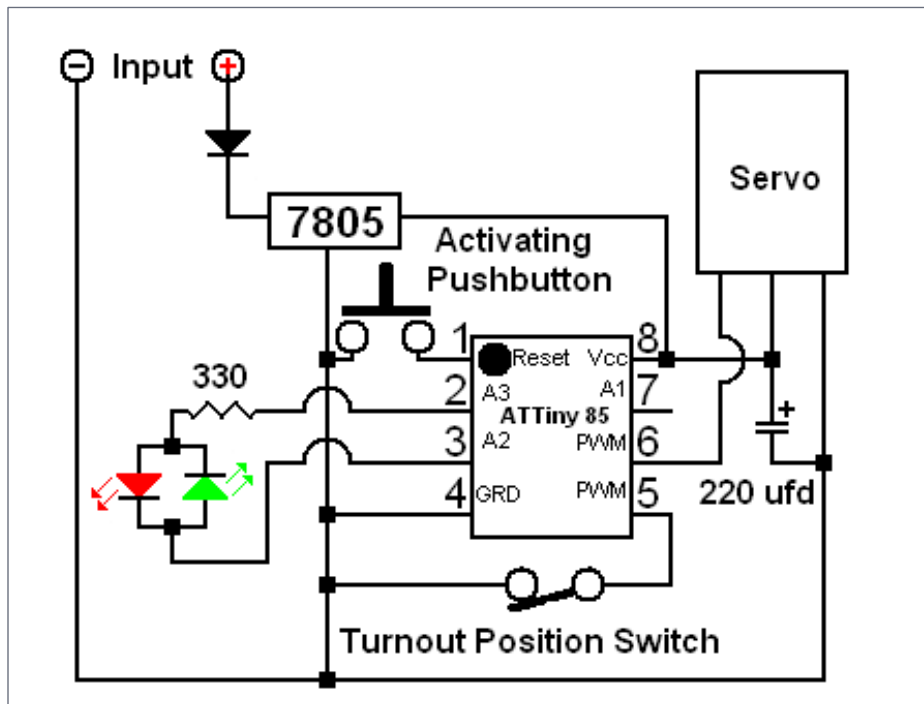 − Input +
Servo
7805
Activating
Pushbutton
1 Reset Vcc 8
330
2 A3 A1 7
ATTiny 85
3 A2 PWM 6
4 GRD PWM 5
+
220 ufd
Turnout Position Switch